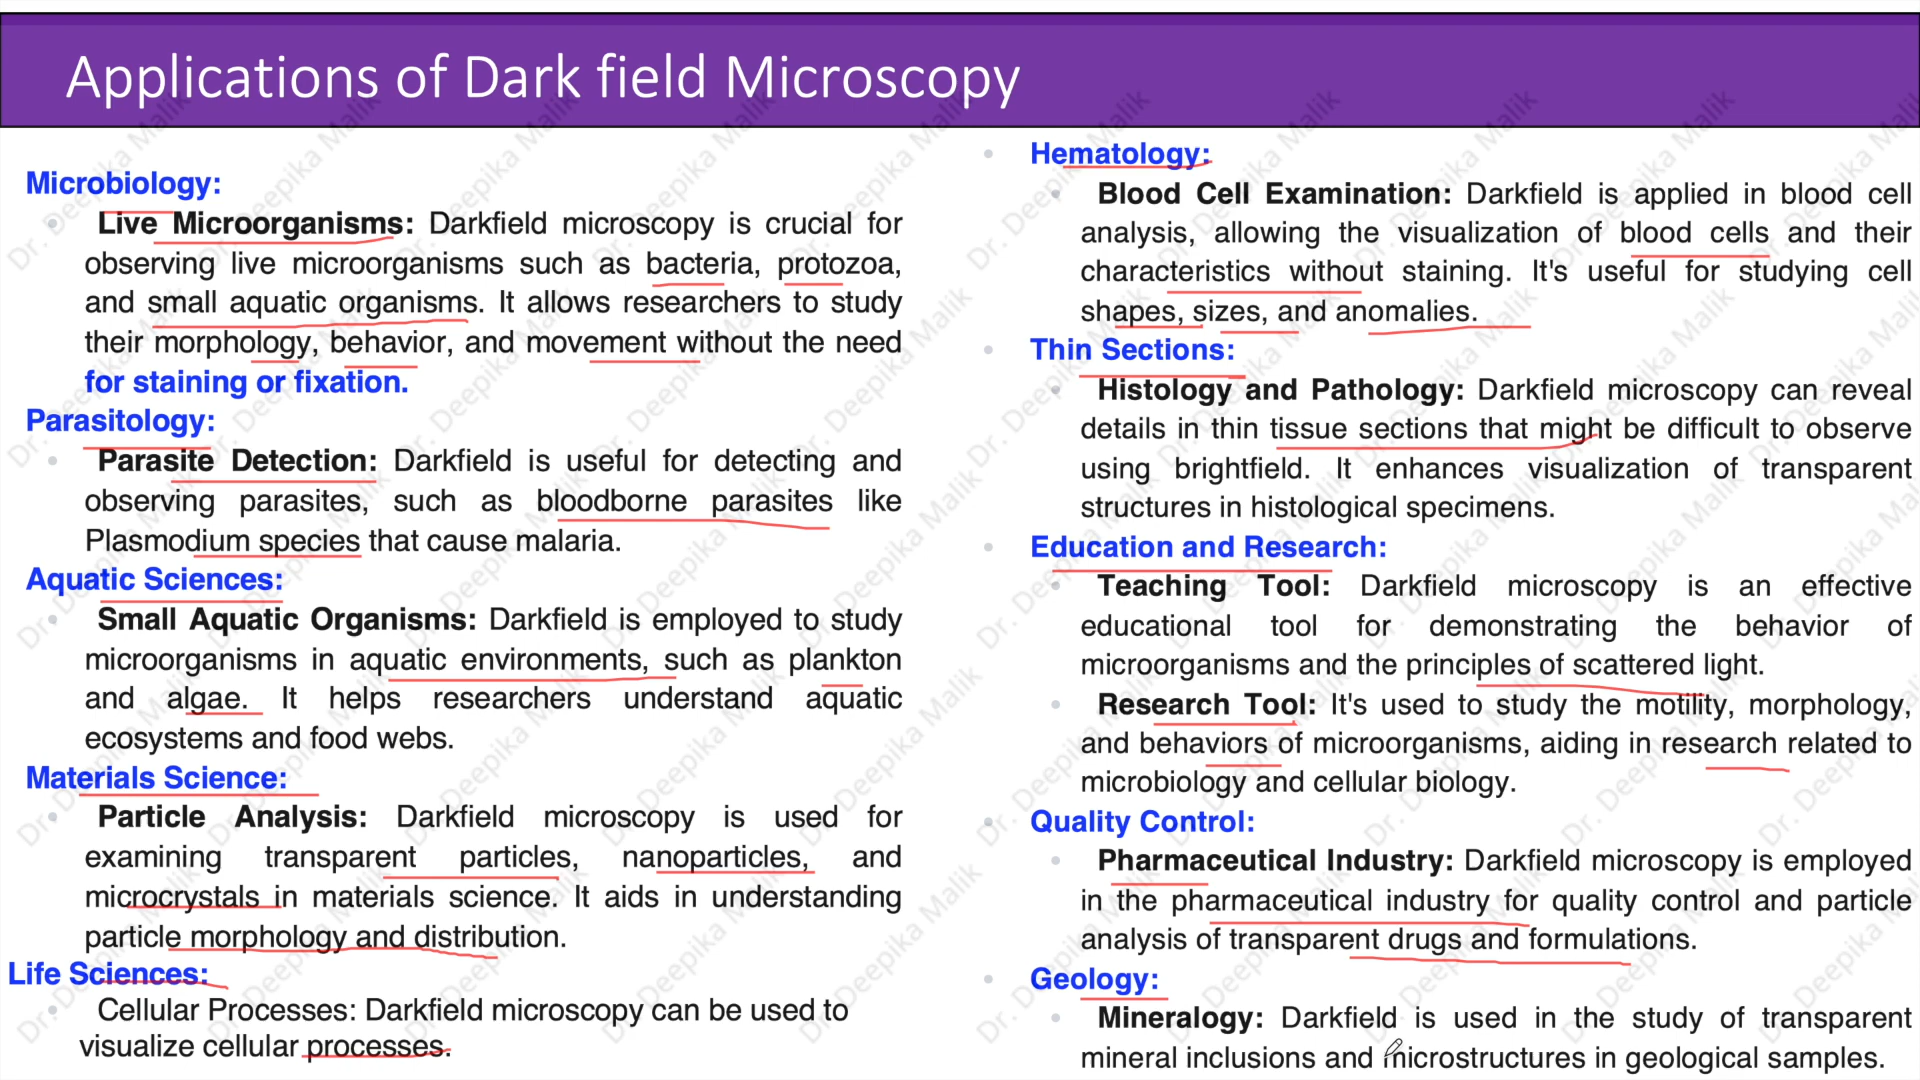 Applications of Dark field Microscopy
Microbiology:
Live Microorganisms: Darkfield microscopy is crucial for
observing live microorganisms such as bacteria, protozoa,
and small aquatic organisms. It allows researchers to study
their morphology, behavior, and movement without the need
for staining or fixation.
Parasitology:
Parasite Detection: Darkfield is useful for detecting and
observing parasites, such as bloodborne parasites like
Plasmodium species that cause malaria.
Aquatic Sciences:
Small Aquatic Organisms: Darkfield is employed to study
microorganisms in aquatic environments, such as plankton
and algae. It helps researchers understand aquatic
ecosystems and food webs.
Materials Science:
Particle Analysis: Darkfield microscopy is used for
examining transparent particles, nanoparticles, and
microcrystals in materials science. It aids in understanding
particle morphology and distribution.
Life Sciences:
Cellular Processes: Darkfield microscopy can be used to
visualize cellular processes.
Hematology:
Blood Cell Examination: Darkfield is applied in blood cell
analysis, allowing the visualization of blood cells and their
characteristics without staining. It's useful for studying cell
shapes, sizes, and anomalies.
Thin Sections:
Histology and Pathology: Darkfield microscopy can reveal
details in thin tissue sections that might be difficult to observe
using brightfield. It enhances visualization of transparent
structures in histological specimens.
Education and Research:
Teaching Tool: Darkfield microscopy is an effective
educational tool for demonstrating the behavior of
microorganisms and the principles of scattered light.
Research Tool: It's used to study the motility, morphology,
and behaviors of microorganisms, aiding in research related to
microbiology and cellular biology.
Quality Control:
Pharmaceutical Industry: Darkfield microscopy is employed
in the pharmaceutical industry for quality control and particle
analysis of transparent drugs and formulations.
Geology:
Mineralogy: Darkfield is used in the study of transparent
mineral inclusions and microstructures in geological samples.
Dr. Deepika Malik